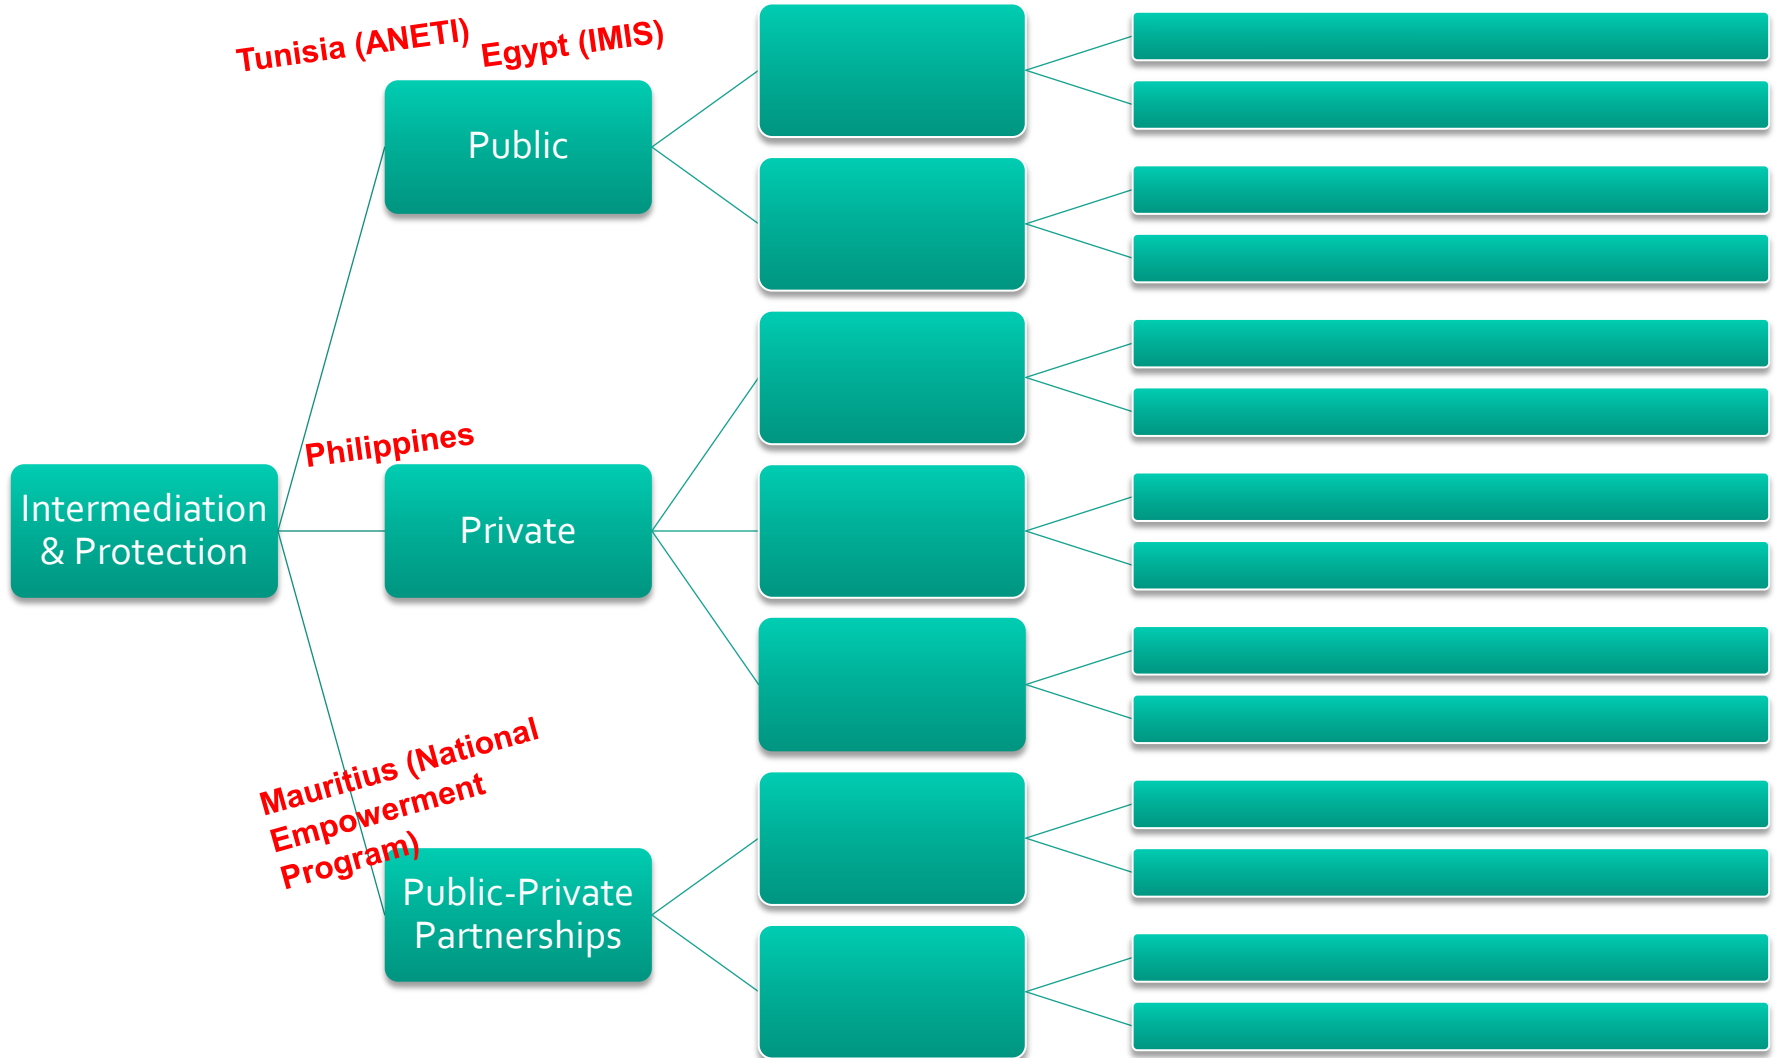 Tunisia (ANETI)
Egypt (IMIS)
Public
Philippines
Intermediation
& Protection
Private
Mauritius (National
Empowerment
Program)
Public-Private
Partnerships